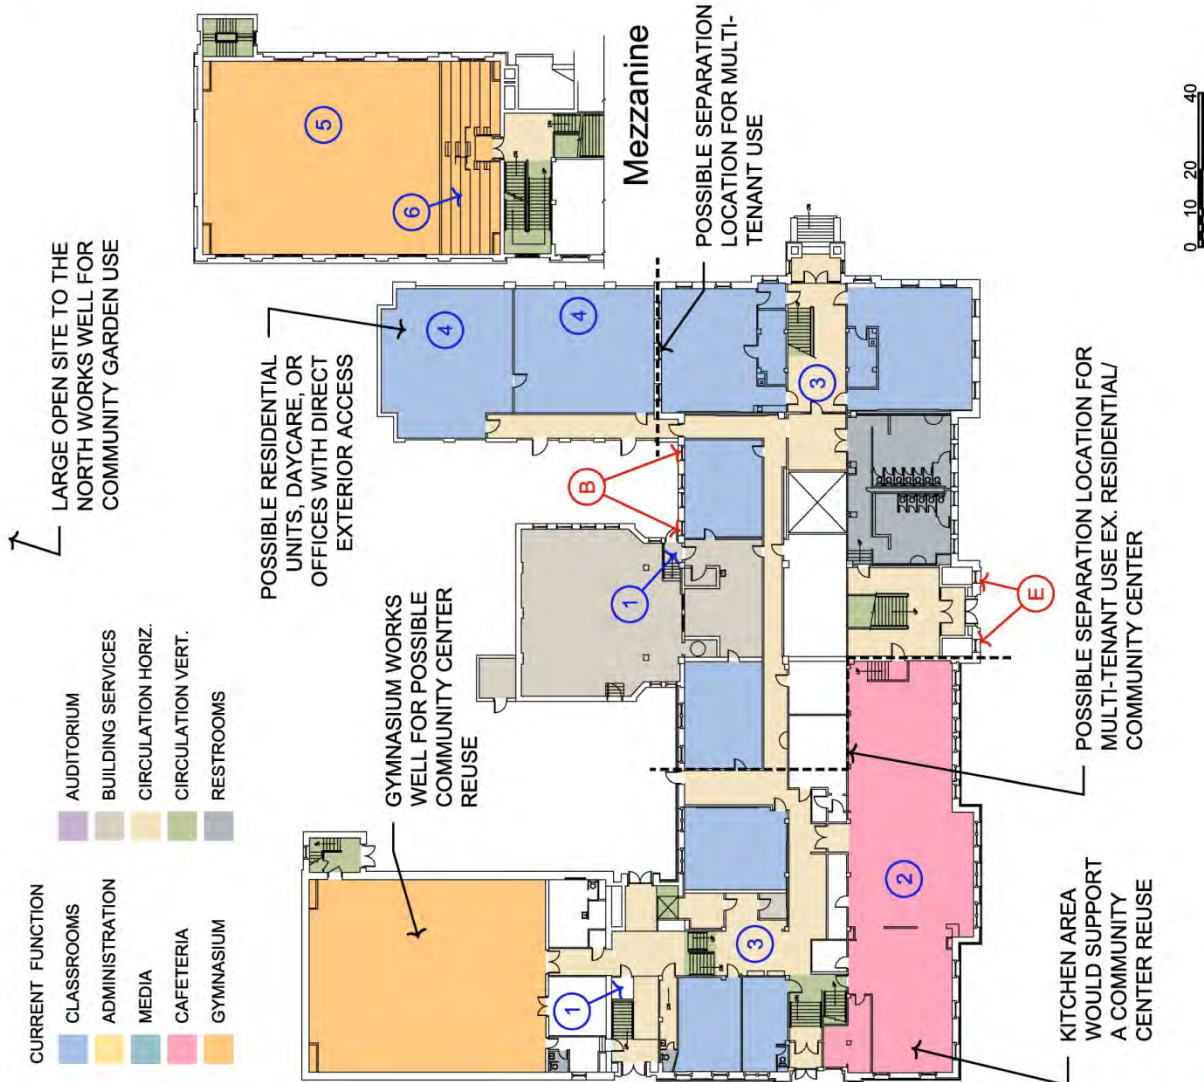 CURRENT FUNCTION
CLASSROOMS
ADMINISTRATION
MEDIA
CAFETERIA
GYMNASIUM
AUDITORIUM
BUILDING SERVICES
CIRCULATION HORIZ.
CIRCULATION VERT.
RESTROOMS
LARGE OPEN SITE TO THE
NORTH WORKS WELL FOR
COMMUNITY GARDEN USE
GYMNASIUM WORKS
WELL FOR POSSIBLE
COMMUNITY CENTER
REUSE
POSSIBLE RESIDENTIAL
UNITS, DAYCARE, OR
OFFICES WITH DIRECT
EXTERIOR ACCESS
5
6
Mezzanine
POSSIBLE SEPARATION
LOCATION FOR MULTI-
TENANT USE
4
4
B
1
1
3
3
2
E
KITCHEN AREA
WOULD SUPPORT
A COMMUNITY
CENTER REUSE
POSSIBLE SEPARATION LOCATION FOR
MULTI-TENANT USE EX. RESIDENTIAL/
COMMUNITY CENTER
0 20 40